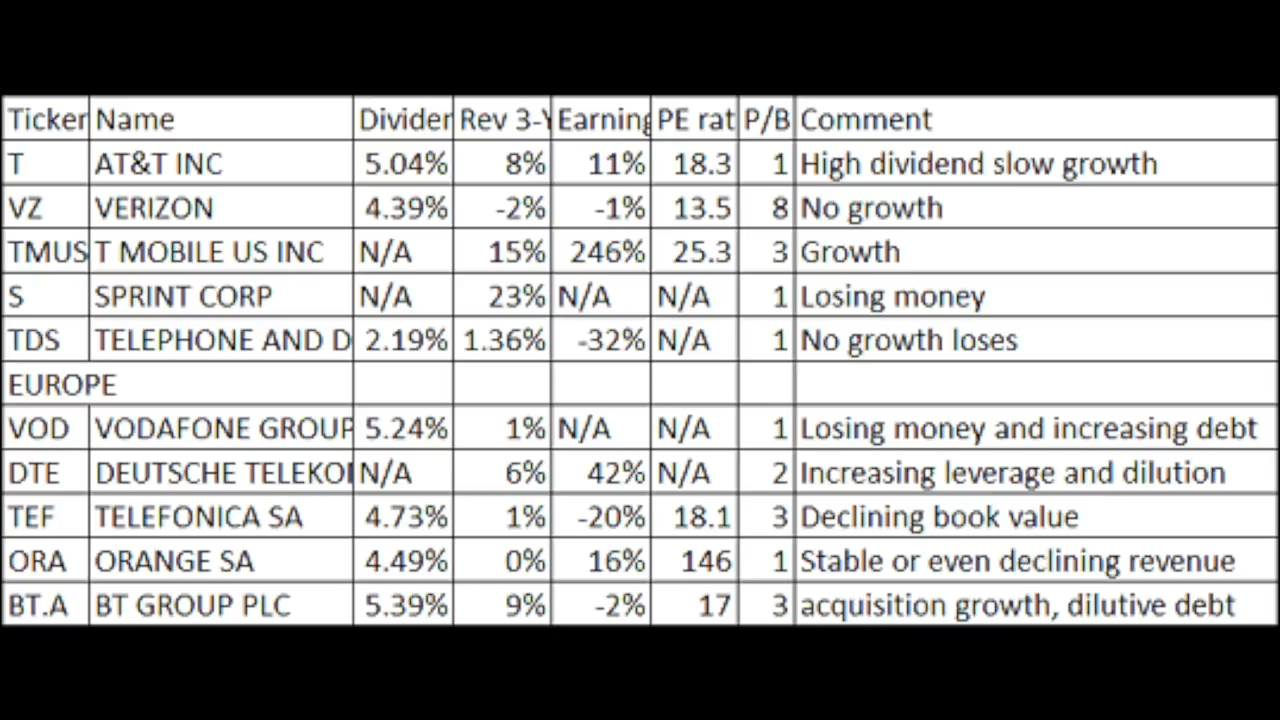 Ticker Name Divider Rev 3-Y Earning PE rat P/B Comment
T AT&T INC 5.04% 8% 11% 18.3 1 High dividend slow growth
VZ VERIZON 4.39% -2% -1% 13.5 8 No growth
TMUS T MOBILE US INC N/A 15% 246% 25.3 3 Growth
S SPRINT CORP N/A 23% N/A N/A 1 Losing money
TDS TELEPHONE AND D 2.19% 1.36% -32% N/A 1 No growth loses
EUROPE
VOD VODAFONE GROUP 5.24% 1% N/A N/A 1 Losing money and increasing debt
DTE DEUTSCHE TELEKO N/A 6% 42% N/A 2 Increasing leverage and dilution
TEF TELEFONICA SA 4.73% 1% -20% 18.1 3 Declining book value
ORA ORANGE SA 4.49% 0% 16% 146 1 Stable or even declining revenue
BT.A BT GROUP PLC 5.39% 9% -2% 17 3 acquisition growth, dilutive debt